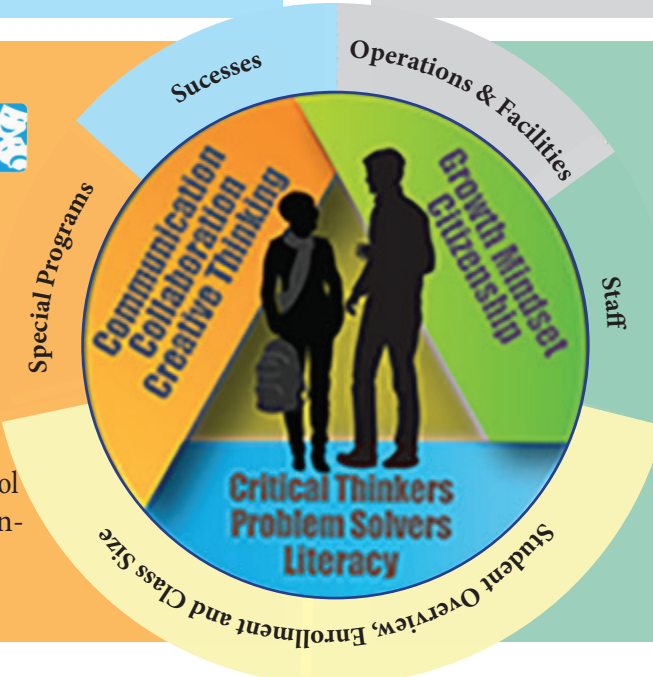 Sucesses
Operations & Facilities
Staff
Student Overview, Enrollment and Class Size
Special Programs
Communication
Collaboration
Creative Thinking
Growth Mindset
Citizenship
Critical Thinkers
Problem Solvers
Literacy
ol
n-